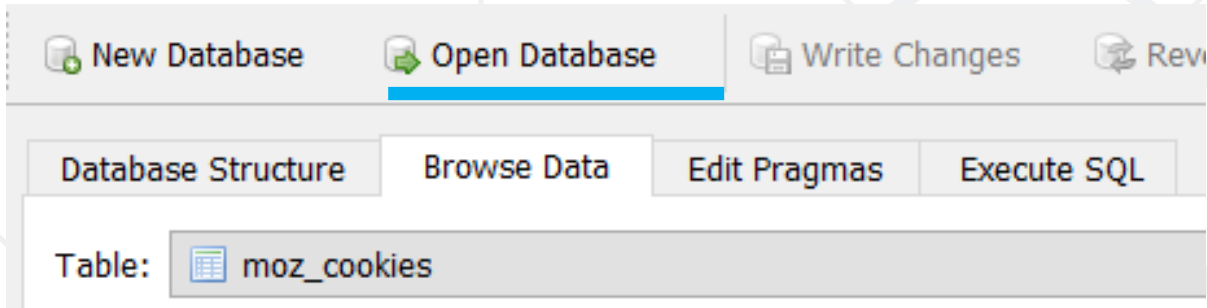 New Database Open Database Write Changes
Database Structure Browse Data Edit Pragmas Execute SQL
Table: moz_cookies